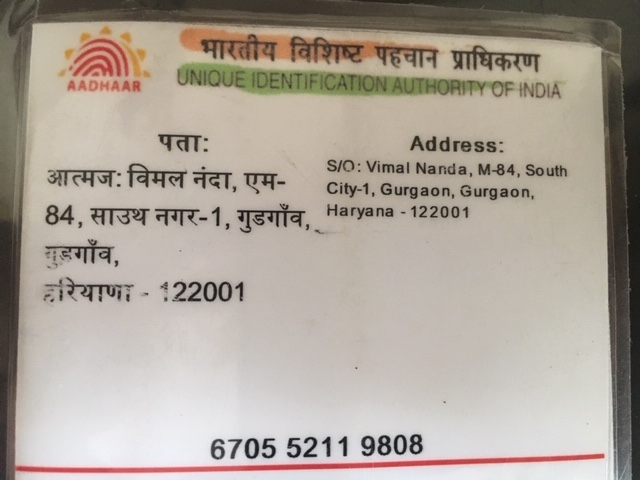 AADHAAR
भारतीय विशिष्ट पहचान प्राधिकरण
UNIQUE IDENTIFICATION AUTHORITY OF INDIA
पता:
आत्मज: विमल नंदा, एम-
84, साउथ नगर-1, गुडगाँव,
गुडगाँव,
हरियाणा - 122001
Address:
S/O: Vimal Nanda, M-84, South
City-1, Gurgaon, Gurgaon,
Haryana - 122001
6705 5211 9808